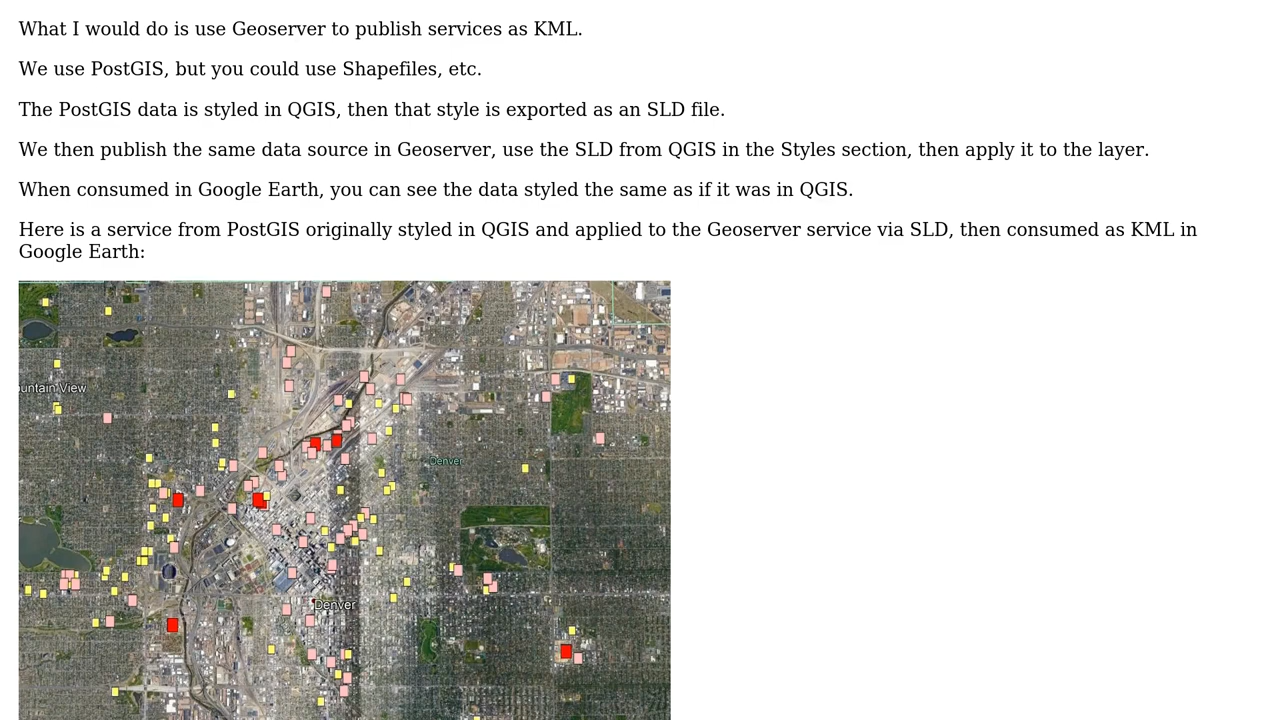 What I would do is use Geoserver to publish services as KML.
We use PostGIS, but you could use Shapefiles, etc.
The PostGIS data is styled in QGIS, then that style is exported as an SLD file.
We then publish the same data source in Geoserver, use the SLD from QGIS in the Styles section, then apply it to the layer.
When consumed in Google Earth, you can see the data styled the same as if it was in QGIS.
Here is a service from PostGIS originally styled in QGIS and applied to the Geoserver service via SLD, then consumed as KML in
Google Earth:
untain View
Denver
Denver